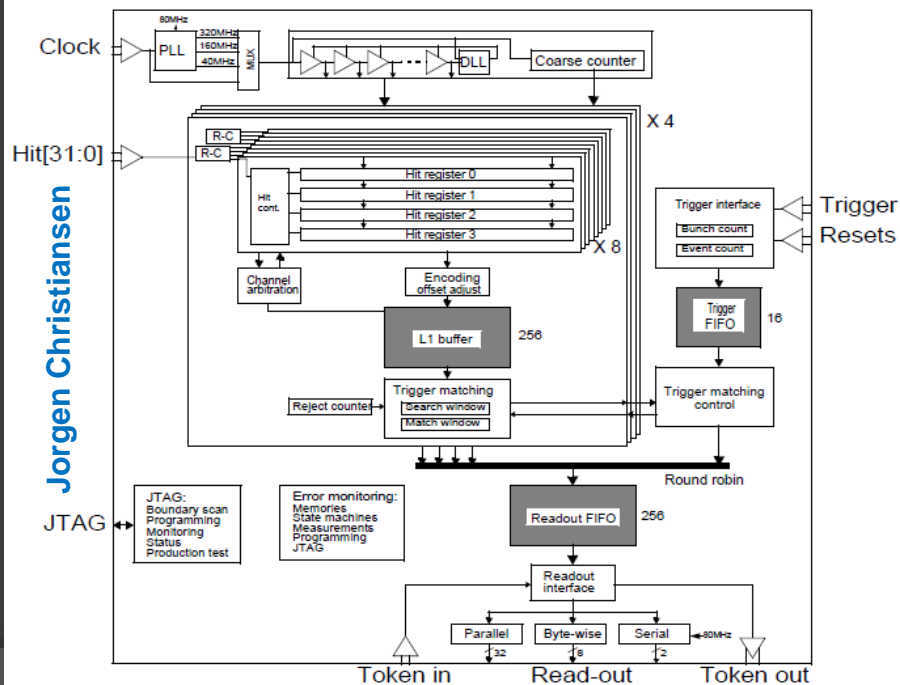 80MHz
Clock
PLL
320MHz
160MHz
40MHz
MUX
DLL
Coarse counter
X 4
Hit[31:0]
R-C
R-C
Hit
cont.
Hit register 0
Hit register 1
Hit register 2
Hit register 3
X 8
Trigger interface
Bunch count
Event count
Trigger
Resets
Channel
arbitration
Encoding
offset adjust
Trigger
FIFO
16
L1 buffer
256
Reject counter
Trigger matching
Search window
Match window
Trigger matching
control
Round robin
Jorgen Christiansen
JTAG
JTAG:
Boundary scan
Programming
Monitoring
Status
Production test
Error monitoring:
Memories
State machines
Measurements
Programming
JTAG
Readout FIFO
256
Readout
interface
Parallel
Byte-wise
Serial
80MHz
32
8
2
Token in
Read-out
Token out